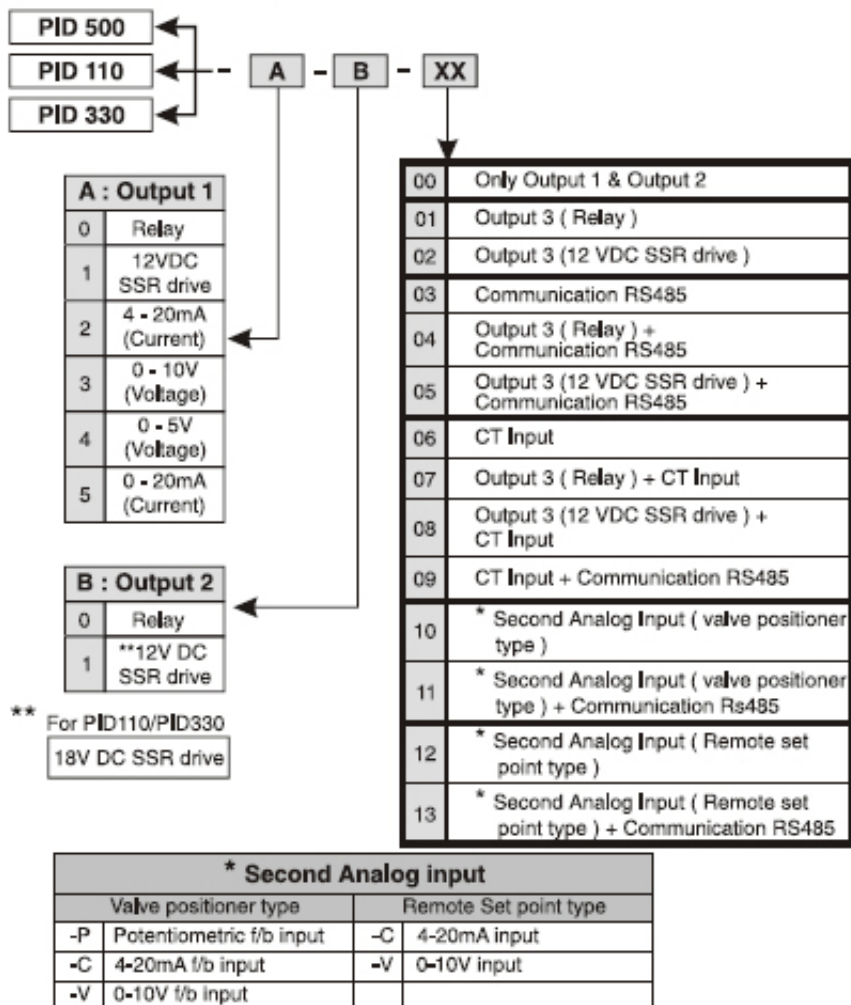 PID 500
PID 110 - A - B - XX
PID 330
A : Output 1
0 Relay
1 12VDC
SSR drive
2 4 - 20mA
(Current)
3 0 - 10V
(Voltage)
4 0 - 5V
(Voltage)
5 0 - 20mA
(Current)
B : Output 2
0 Relay
1 **12V DC
SSR drive
** For PID110/PID330
18V DC SSR drive
00 Only Output 1 & Output 2
01 Output 3 ( Relay )
02 Output 3 (12 VDC SSR drive )
03 Communication RS485
04 Output 3 ( Relay ) +
Communication RS485
05 Output 3 (12 VDC SSR drive ) +
Communication RS485
06 CT Input
07 Output 3 ( Relay ) + CT Input
08 Output 3 (12 VDC SSR drive ) +
CT Input
09 CT Input + Communication RS485
10 * Second Analog Input ( valve positioner
type )
11 * Second Analog Input ( valve positioner
type ) + Communication Rs485
12 * Second Analog Input ( Remote set
point type )
13 * Second Analog Input ( Remote set
point type ) + Communication RS485
* Second Analog input
Valve positioner type Remote Set point type
-P Potentiometric f/b input -C 4-20mA input
-C 4-20mA f/b input -V 0-10V input
-V 0-10V f/b input